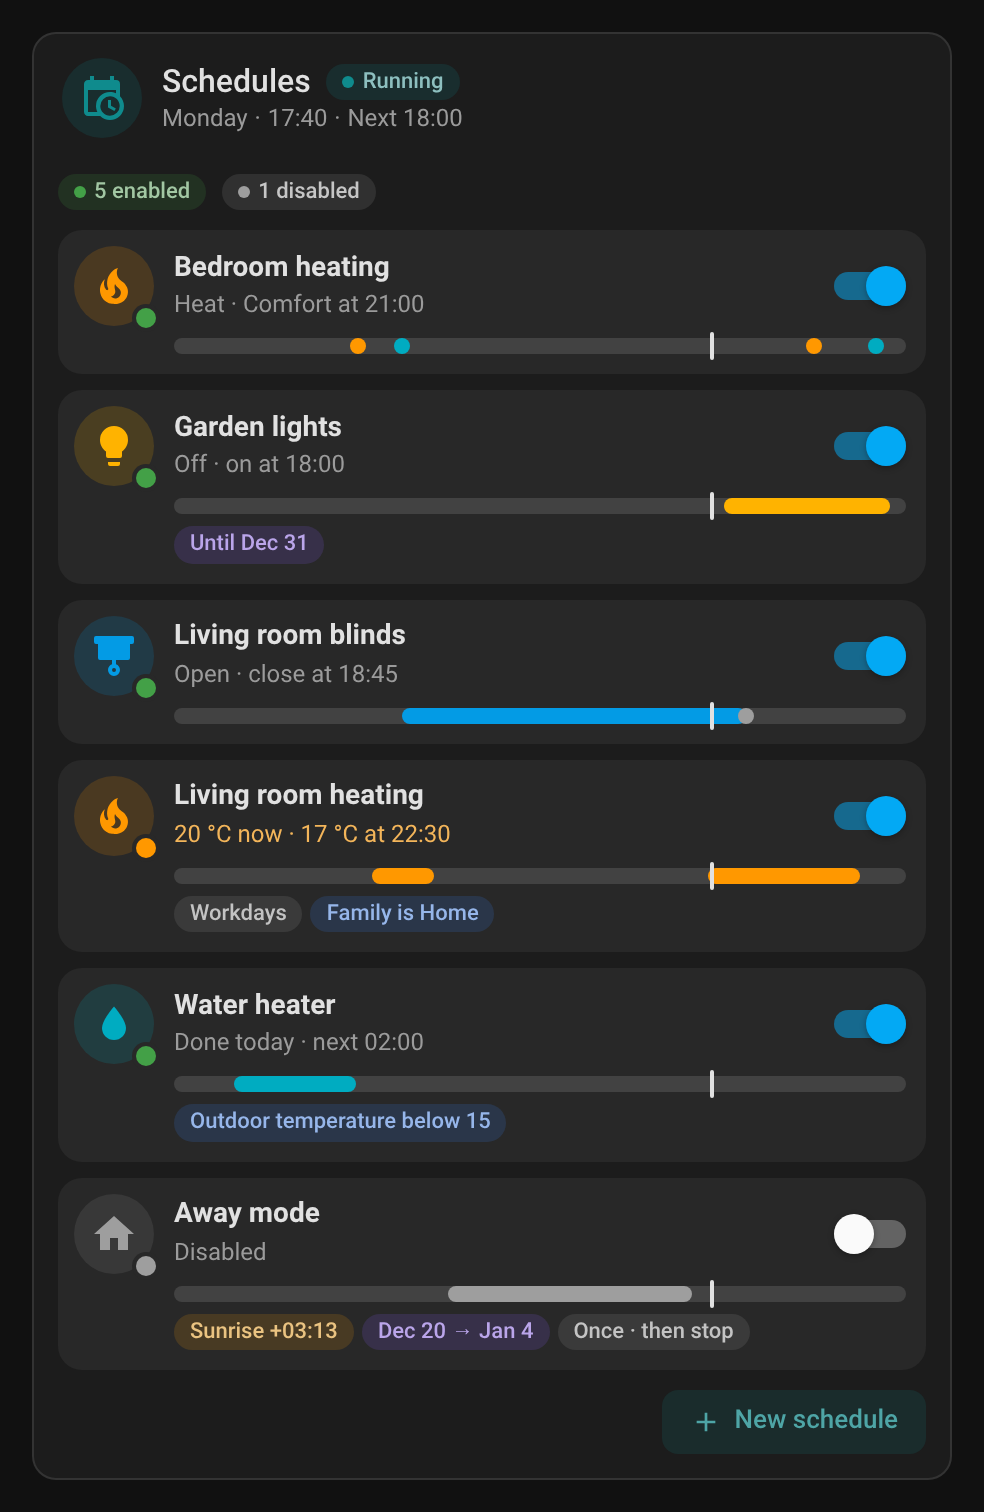 Schedules
Running
Monday · 17:40 · Next 18:00
5 enabled
1 disabled
Bedroom heating
Heat · Comfort at 21:00
Garden lights
Off · on at 18:00
Until Dec 31
Living room blinds
Open · close at 18:45
Living room heating
20 °C now · 17 °C at 22:30
Workdays
Family is Home
Water heater
Done today · next 02:00
Outdoor temperature below 15
Away mode
Disabled
Sunrise +03:13
Dec 20 → Jan 4
Once · then stop
+ New schedule